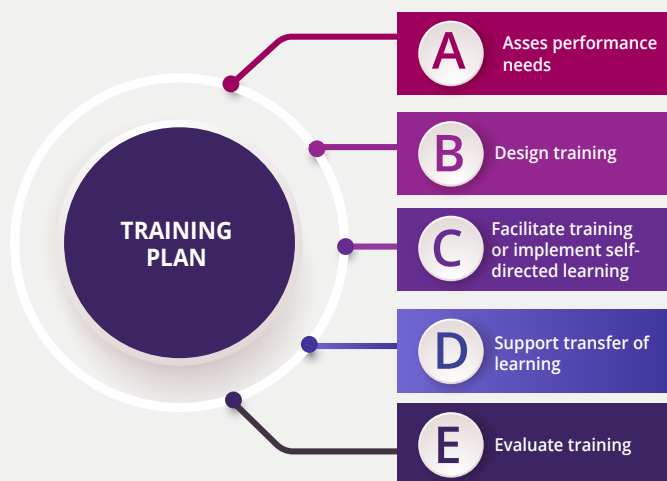 TRAINING
PLAN
A
Asses performance
needs
B
Design training
C
Facilitate training
or implement self-
directed learning
D
Support transfer of
learning
E
Evaluate training